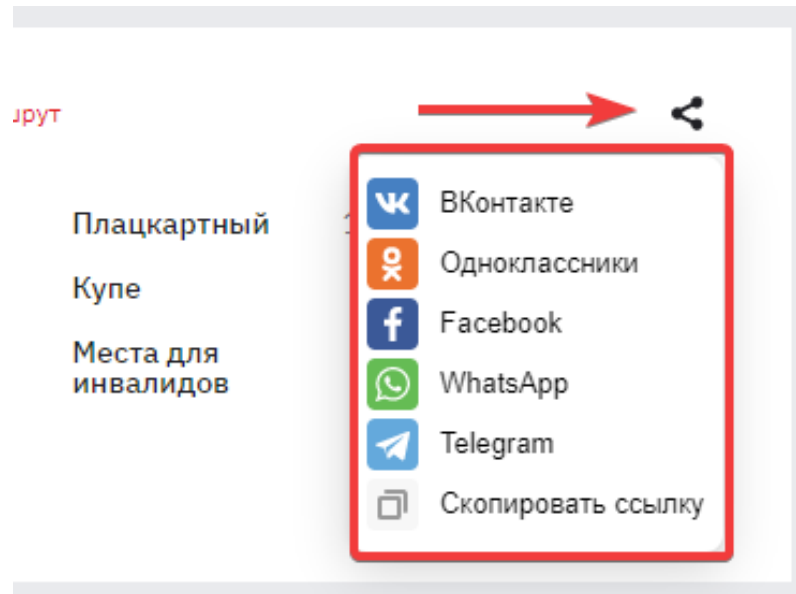 ВКонтакте
Плацкартный
Одноклассники
Купе
Facebook
Места для
инвалидов
WhatsApp
Telegram
Скопировать ссылку